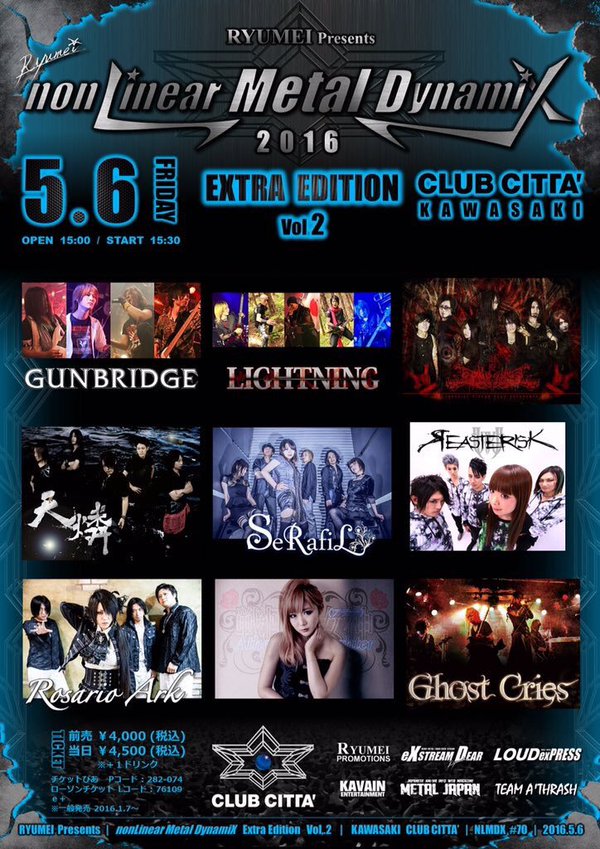 RYUMEI Presents
Ryumei
nonLinear Metal DynamiX
2016
5.6
FRIDAY
OPEN 15:00 / START 15:30
EXTRA EDITION
Vol.2
CLUB CITTA'
KAWASAKI
GUNBRIDGE
LIGHTNING
天燐
SeRafiL
REASTERISK
Rosario Ark
Ghost Cries
TICKET
前売 ¥4,000 (税込)
当日 ¥4,500 (税込)
※+1ドリンク
チケットぴあ Pコード:282-074
ローソンチケット Lコード:76109
e+
※一般発売 2016.1.7~
CLUB CITTA'
RYUMEI
PROMOTIONS
eXSTREAM DEAR
LOUD eXPRESS
KAVAIN
ENTERTAINMENT
METAL JAPAN
TEAM A'THRASH
RYUMEI Presents | nonLinear Metal DynamiX Extra Edition Vol.2 | KAWASAKI CLUB CITTA' | NLMDX #70 | 2016.5.6